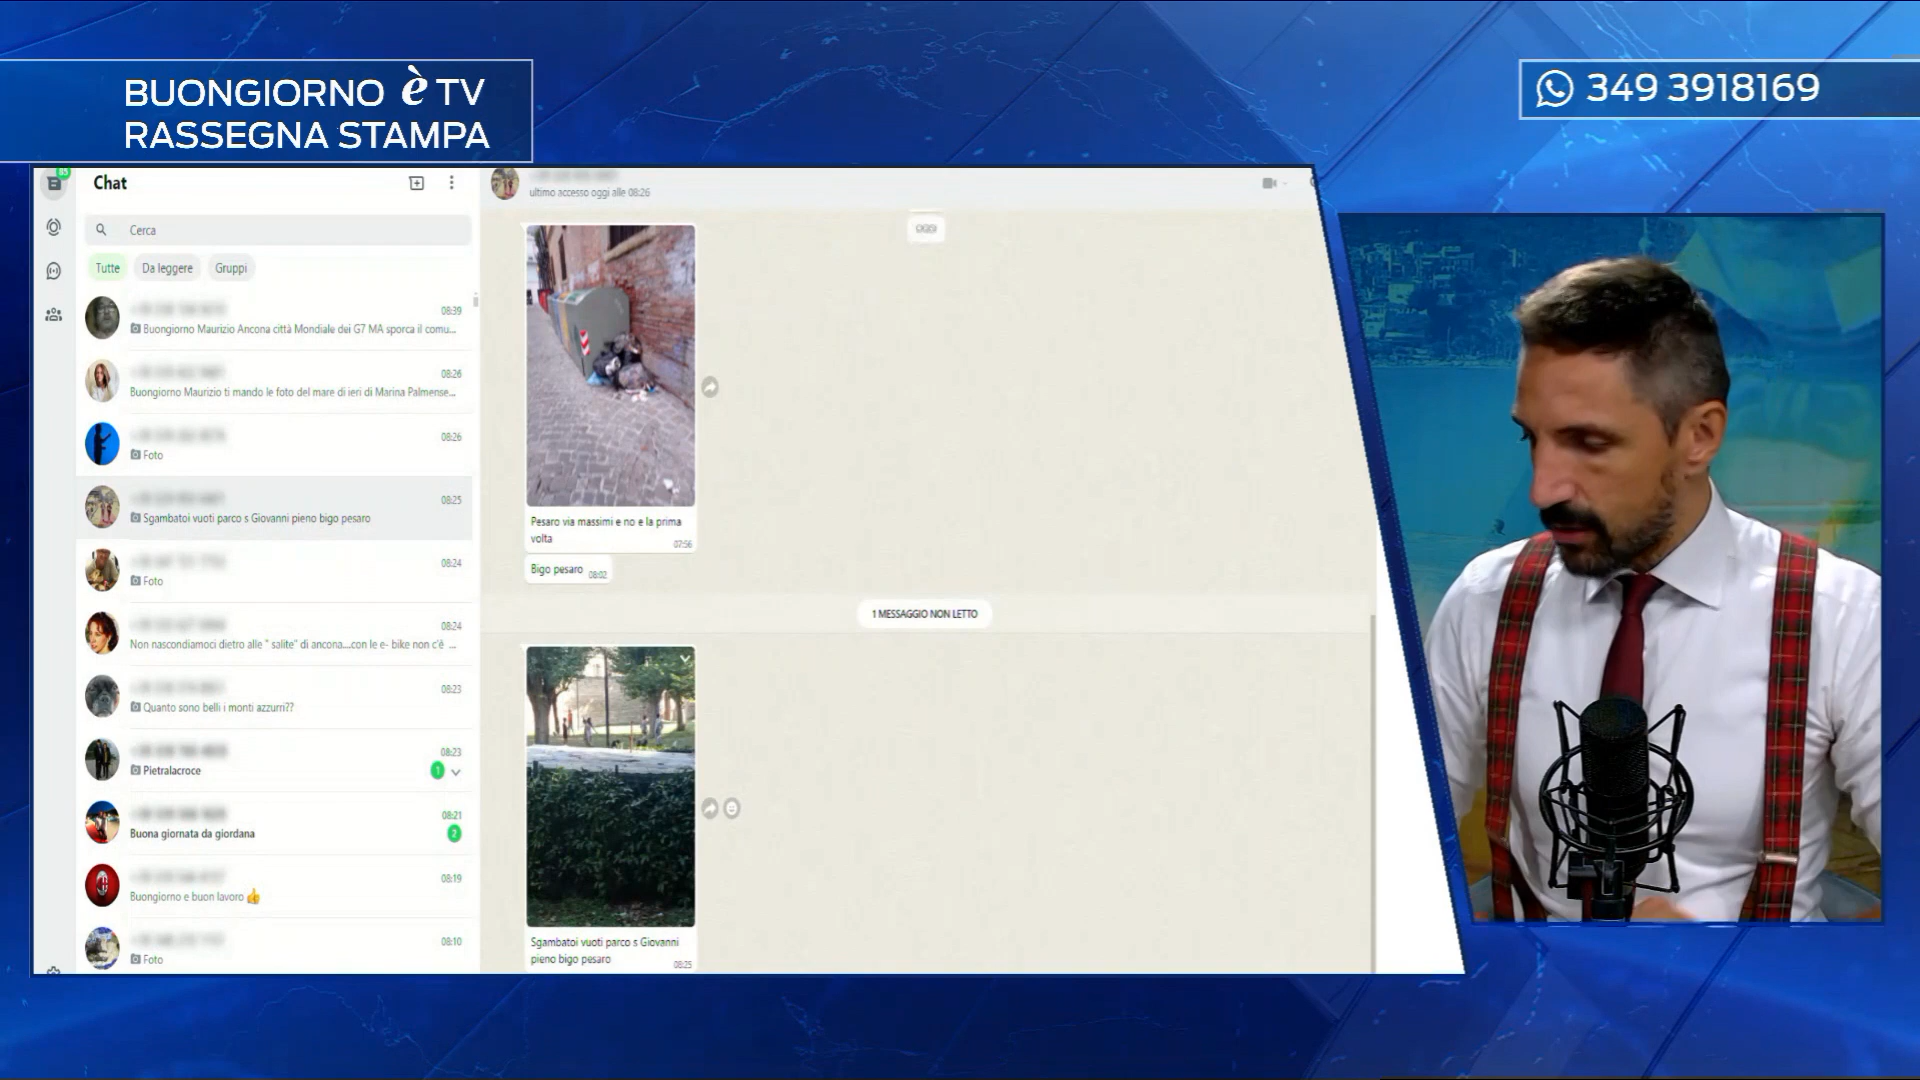 BUONGIORNO è TV
RASSEGNA STAMPA
349 3918169
85
Chat
ultimo accesso oggi alle 08:26
Cerca
OGGI
Tutte
Da leggere
Gruppi
08:39
Buongiorno Maurizio Ancona città Mondiale dei G7 MA sporca il comu...
08:26
Buongiorno Maurizio ti mando le foto del mare di ieri di Marina Palmense...
08:26
Foto
08:25
Sgambatoi vuoti parco s Giovanni pieno bigo pesaro
08:24
Foto
08:24
Non nascondiamoci dietro alle " salite" di ancona....con le e- bike non c'è ...
08:23
Quanto sono belli i monti azzurri??
08:23
Pietralacroce
1
08:21
Buona giornata da giordana
2
08:19
Buongiorno e buon lavoro 👍
08:10
Foto
Pesaro via massimi e no e la prima
volta
07:56
Bigo pesaro
08:02
1 MESSAGGIO NON LETTO
Sgambatoi vuoti parco s Giovanni
pieno bigo pesaro
08:25